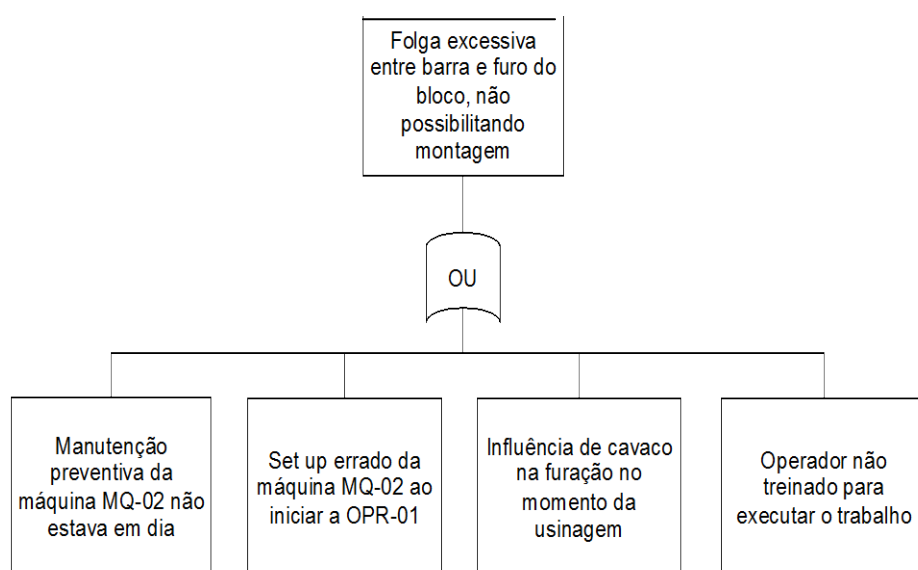 Folga excessiva
entre barra e furo do
bloco, não
possibilitando
montagem
OU
Manutenção
preventiva da
máquina MQ-02 não
estava em dia
Set up errado da
máquina MQ-02 ao
iniciar a OPR-01
Influência de cavaco
na furação no
momento da
usinagem
Operador não
treinado para
executar o trabalho